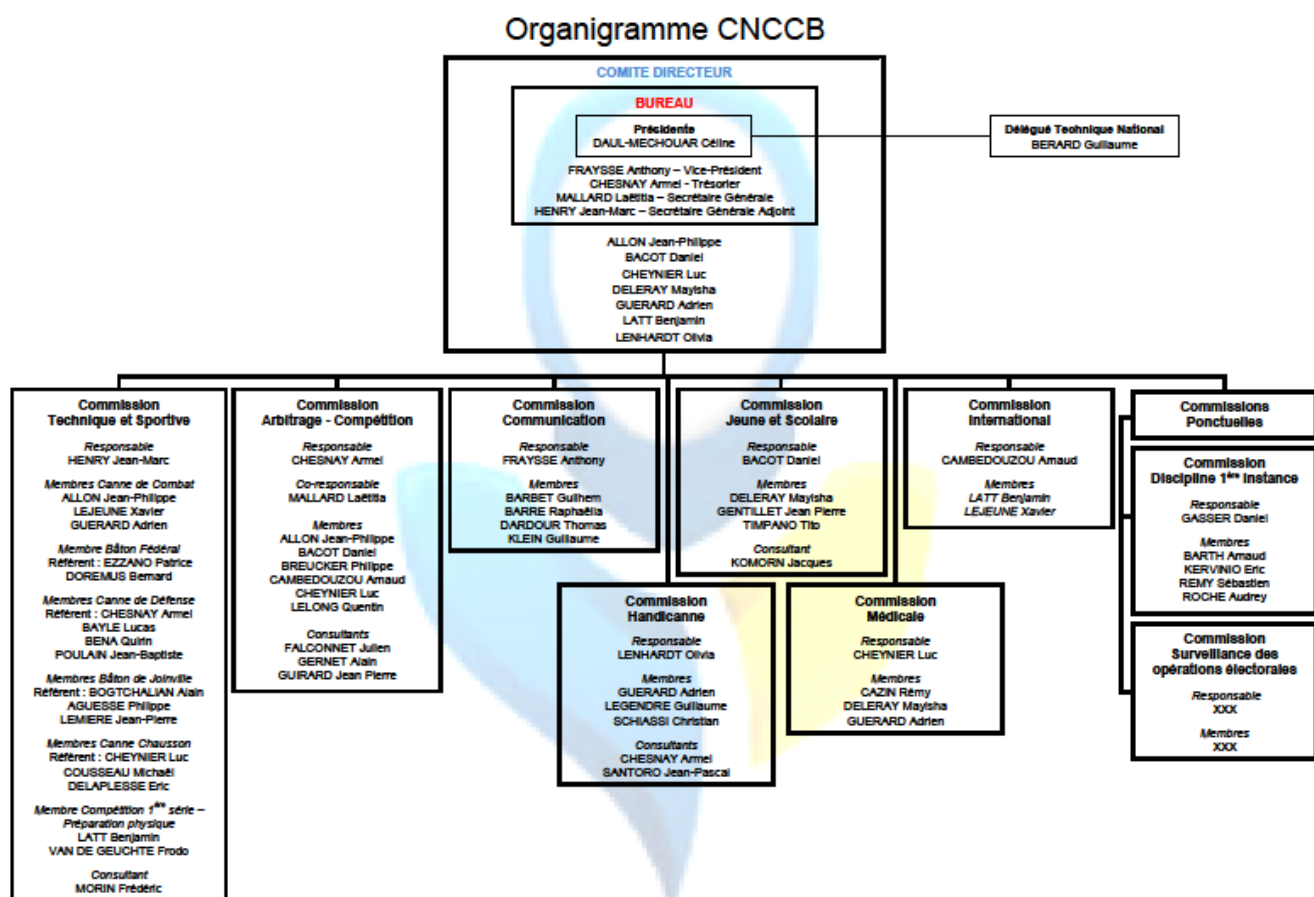 Organigramme CNCCB
COMITE DIRECTEUR
BUREAU
Présidente
DAUL-MECHOUAR Céline
Délégué Technique National
BERARD Guillaume
FRAYSSE Anthony – Vice-Président
CHESNAY Armel - Trésorier
MALLARD Laëtitia – Secrétaire Générale
HENRY Jean-Marc – Secrétaire Générale Adjoint
ALLON Jean-Philippe
BACOT Daniel
CHEYNIER Luc
DELERAY Mayisha
GUERARD Adrien
LATT Benjamin
LENHARDT Olivia
Commission
Technique et Sportive
Responsable
HENRY Jean-Marc
Membres Canne de Combat
ALLON Jean-Philippe
LEJEUNE Xavier
GUERARD Adrien
Membre Bâton Fédéral
Référent : EZZANO Patrice
DOREMUS Bernard
Membres Canne de Défense
Référent : CHESNAY Armel
BAYLE Lucas
BENA Quirin
POULAIN Jean-Baptiste
Membres Bâton de Joinville
Référent : BOGTCHALIAN Alain
AGUESSE Philippe
LEMIERE Jean-Pierre
Membres Canne Chausson
Référent : CHEYNIER Luc
COUSSEAU Michaël
DELAPLESSE Eric
Membre Compétition 1ère série –
Préparation physique
LATT Benjamin
VAN DE GEUCHTE Frodo
Consultant
MORIN Frédéric
Commission
Arbitrage - Compétition
Responsable
CHESNAY Armel
Co-responsable
MALLARD Laëtitia
Membres
ALLON Jean-Philippe
BACOT Daniel
BREUCKER Philippe
CAMBEDOUZOU Arnaud
CHEYNIER Luc
LELONG Quentin
Consultants
FALCONNET Julien
GERNET Alain
GUIRARD Jean Pierre
Commission
Communication
Responsable
FRAYSSE Anthony
Membres
BARBET Guilhem
BARRE Raphaëlla
DARDOUR Thomas
KLEIN Guillaume
Commission
Handicanne
Responsable
LENHARDT Olivia
Membres
GUERARD Adrien
LEGENDRE Guillaume
SCHIASSI Christian
Consultants
CHESNAY Armel
SANTORO Jean-Pascal
Commission
Jeune et Scolaire
Responsable
BACOT Daniel
Membres
DELERAY Mayisha
GENTILLET Jean Pierre
TIMPANO Tito
Consultant
KOMORN Jacques
Commission
Médicale
Responsable
CHEYNIER Luc
Membres
CAZIN Rémy
DELERAY Mayisha
GUERARD Adrien
Commission
International
Responsable
CAMBEDOUZOU Arnaud
Membres
LATT Benjamin
LEJEUNE Xavier
Commissions
Ponctuelles
Commission
Discipline 1ère Instance
Responsable
GASSER Daniel
Membres
BARTH Arnaud
KERVINIO Eric
REMY Sébastien
ROCHE Audrey
Commission
Surveillance des
opérations électorales
Responsable
XXX
Membres
XXX